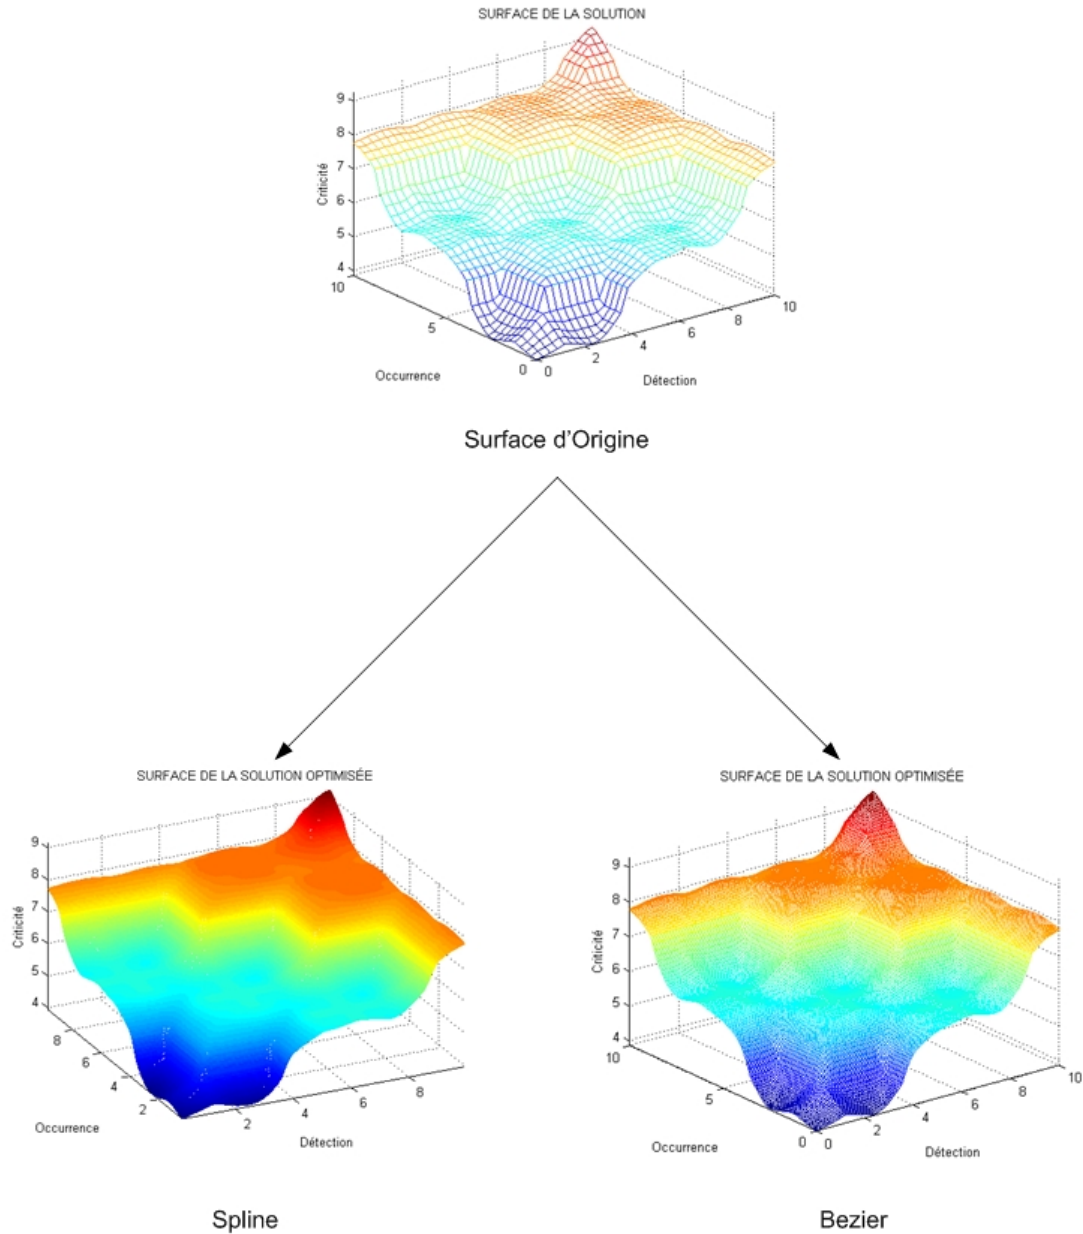 SURFACE DE LA SOLUTION
9
8
7
6
5
4
Criticité
10
5
0
Occurrence
0
2
4
6
8
10
Détection
Surface d'Origine
SURFACE DE LA SOLUTION OPTIMISÉE
9
8
7
6
5
4
Criticité
8
6
4
2
Occurrence
2
4
6
8
Détection
Spline
SURFACE DE LA SOLUTION OPTIMISÉE
9
8
7
6
5
4
Criticité
10
5
0
Occurrence
0
2
4
6
8
10
Détection
Bezier